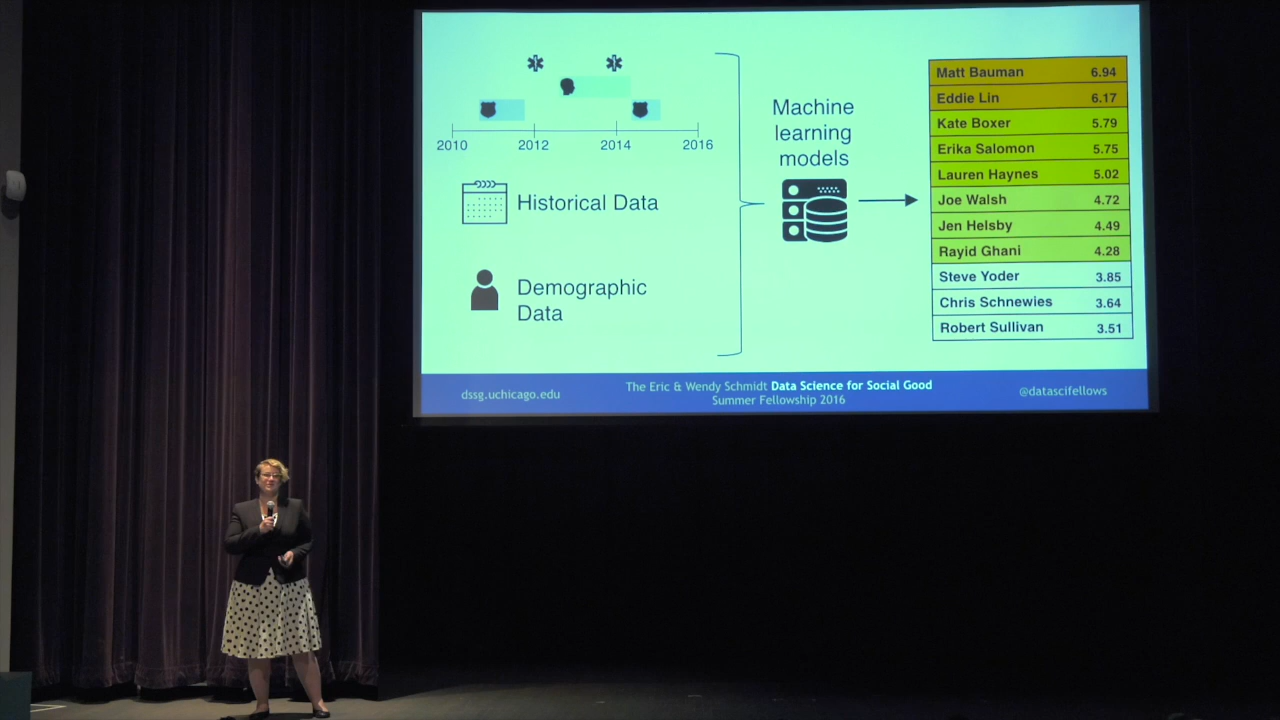 2010 2012 2014 2016
Historical Data
Demographic
Data
Machine
learning
models
Matt Bauman 6.94
Eddie Lin 6.17
Kate Boxer 5.79
Erika Salomon 5.75
Lauren Haynes 5.02
Joe Walsh 4.72
Jen Helsby 4.49
Rayid Ghani 4.28
Steve Yoder 3.85
Chris Schnewies 3.64
Robert Sullivan 3.51
dssg.uchicago.edu
The Eric & Wendy Schmidt Data Science for Social Good
Summer Fellowship 2016
@datascifellows